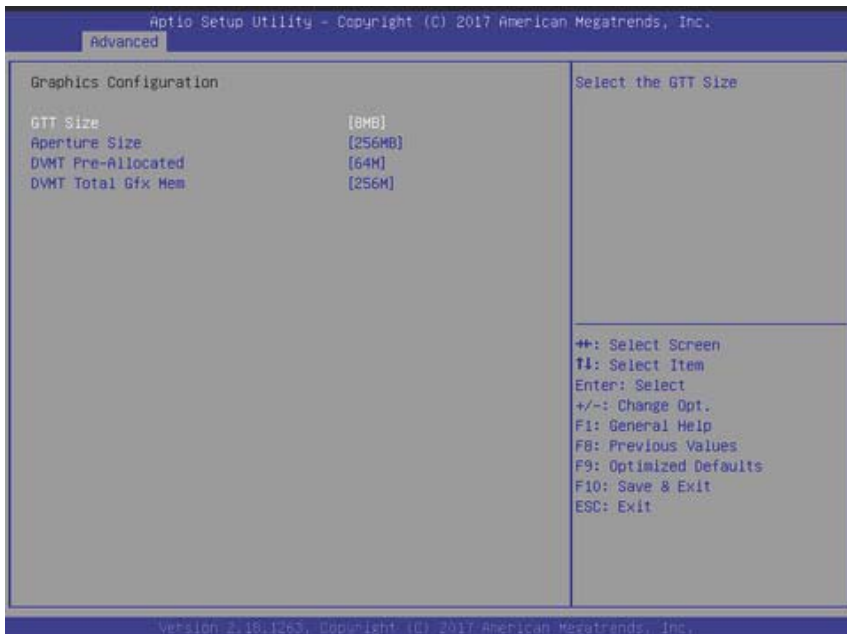 Aptio Setup Utility - Copyright (C) 2017 American Megatrends, Inc.
Advanced
Graphics Configuration
GTT Size [8MB]
Aperture Size [256MB]
DVMT Pre-Allocated [64M]
DVMT Total Gfx Mem [256M]
Select the GTT Size
→←: Select Screen
↑↓: Select Item
Enter: Select
+/-: Change Opt.
F1: General Help
F8: Previous Values
F9: Optimized Defaults
F10: Save & Exit
ESC: Exit
Version 2.18.1263. Copyright (C) 2017 American Megatrends, Inc.